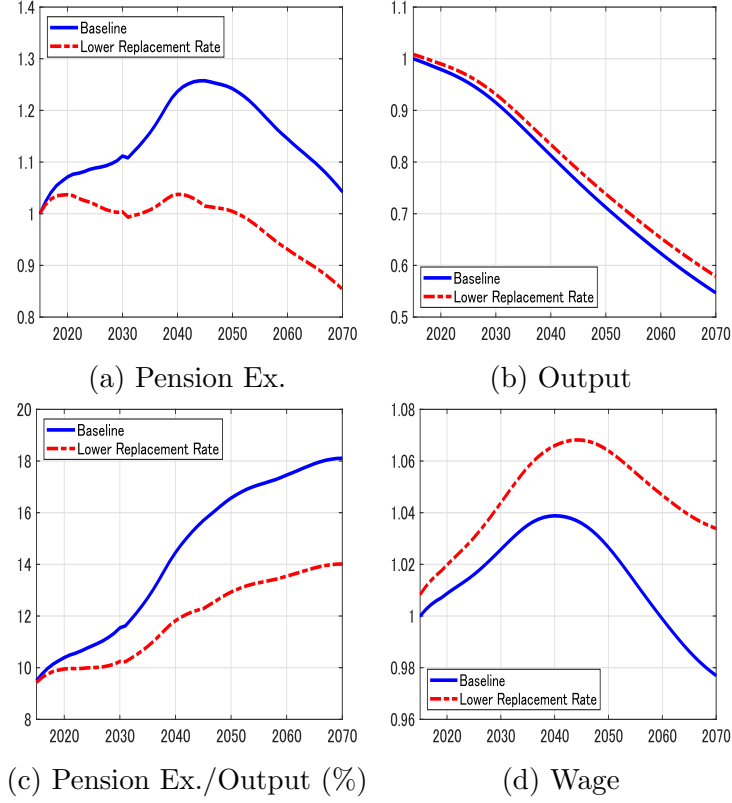 1.4
1.3
1.2
1.1
1
0.9
0.8
Baseline
Lower Replacement Rate
2020 2030 2040 2050 2060 2070
(a) Pension Ex.
1.1
1
0.9
0.8
0.7
0.6
0.5
Baseline
Lower Replacement Rate
2020 2030 2040 2050 2060 2070
(b) Output
20
18
16
14
12
10
8
Baseline
Lower Replacement Rate
2020 2030 2040 2050 2060 2070
(c) Pension Ex./Output (%)
1.08
1.06
1.04
1.02
1
0.98
0.96
Baseline
Lower Replacement Rate
2020 2030 2040 2050 2060 2070
(d) Wage